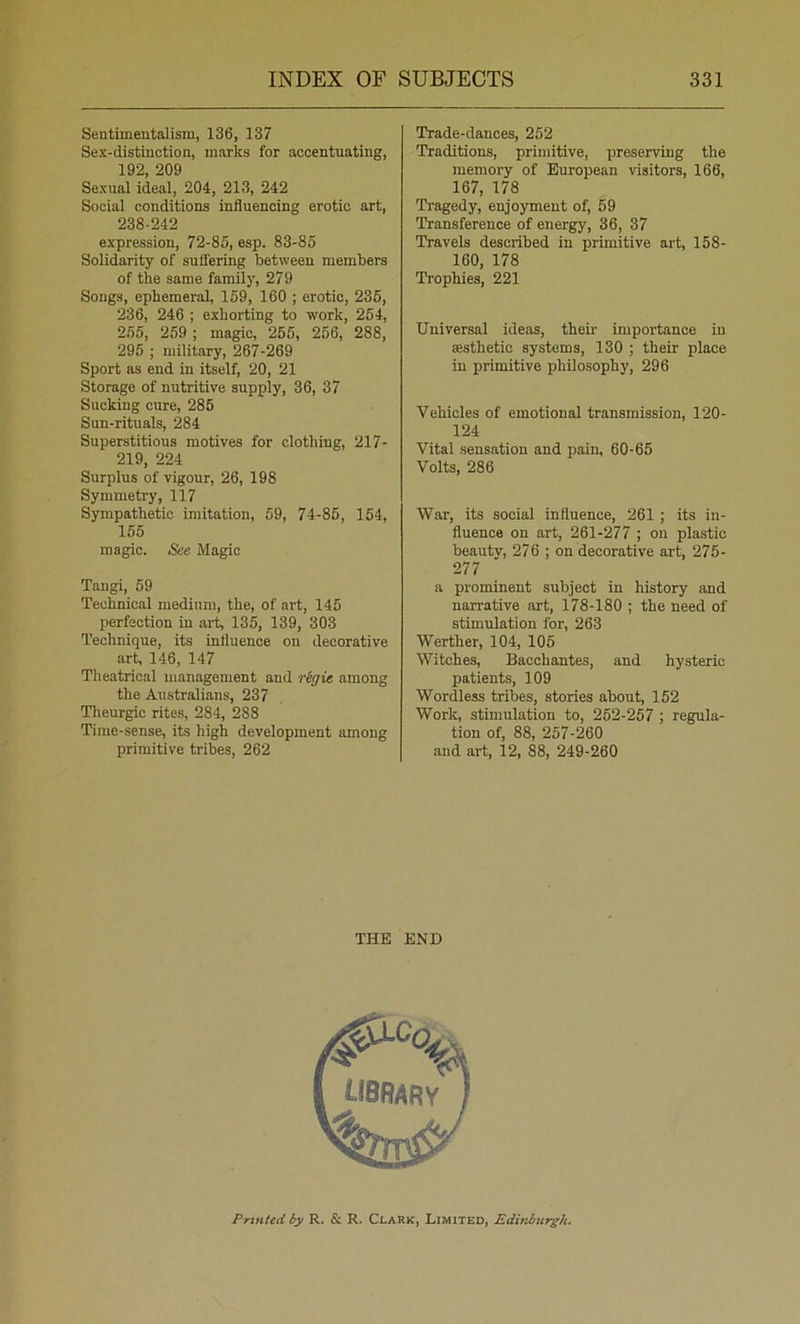 INDEX OF SUBJECTS 331
Sentimentalism, 136, 137
Sex-distinction, marks for accentuating,
192, 209
Sexual ideal, 204, 213, 242
Social conditions influencing erotic art,
238-242
expression, 72-85, esp. 83-85
Solidarity of suffering between members
of the same family, 279
Songs, ephemeral, 159, 160 ; erotic, 235,
236, 246 ; exhorting to work, 254,
255, 259 ; magic, 255, 256, 288,
295 ; military, 267-269
Sport as end in itself, 20, 21
Storage of nutritive supply, 36, 37
Sucking cure, 285
Sun-rituals, 284
Superstitious motives for clothing, 217-
219, 224
Surplus of vigour, 26, 198
Symmetry, 117
Sympathetic imitation, 59, 74-85, 154,
155
magic. See Magic
Tangi, 59
Technical medium, the, of art, 145
perfection in art, 135, 139, 303
Technique, its influence on decorative
art, 146, 147
Theatrical management and régie among
the Australians, 237
Theurgic rites, 284, 288
Time-sense, its high development among
primitive tribes, 262
Trade-dances, 252
Traditions, primitive, preserving the
memory of European visitors, 166,
167, 178
Tragedy, enjoyment of, 59
Transference of energy, 36, 37
Travels described in primitive art, 158-
160, 178
Trophies, 221
Universal ideas, their importance in
æsthetic systems, 130 ; their place
in primitive philosophy, 296
Vehicles of emotional transmission, 120-
124
Vital sensation and pain, 60-65
Volts, 286
War, its social influence, 261 ; its in-
fluence on art, 261-277 ; on plastic
beauty, 276 ; on decorative art, 275-
277
a prominent subject in history and
narrative art, 178-180 ; the need of
stimulation for, 263
Werther, 104, 105
Witches, Bacchantes, and hysteric
patients, 109
Wordless tribes, stories about, 152
Work, stimulation to, 252-257 ; regula-
tion of, 88, 257-260
and art, 12, 88, 249-260
THE END
LIBRARY
Printed by R. & R. CLARK, LIMITED, Edinburgh.